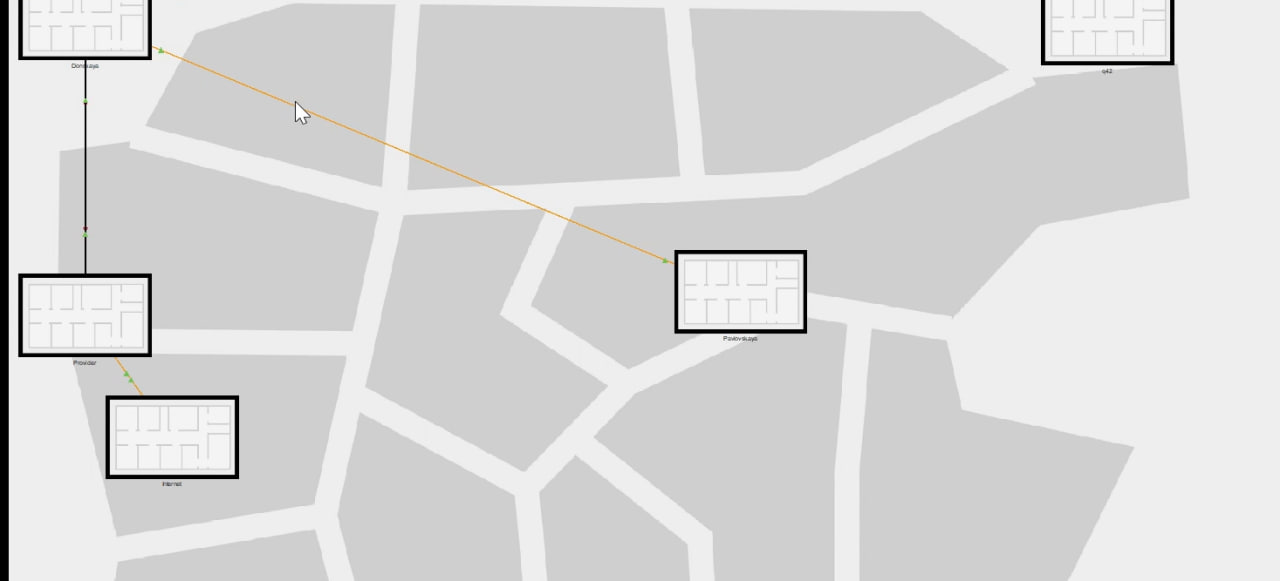 Donskaya
q42
Pavlovskaya
Provider
Internet